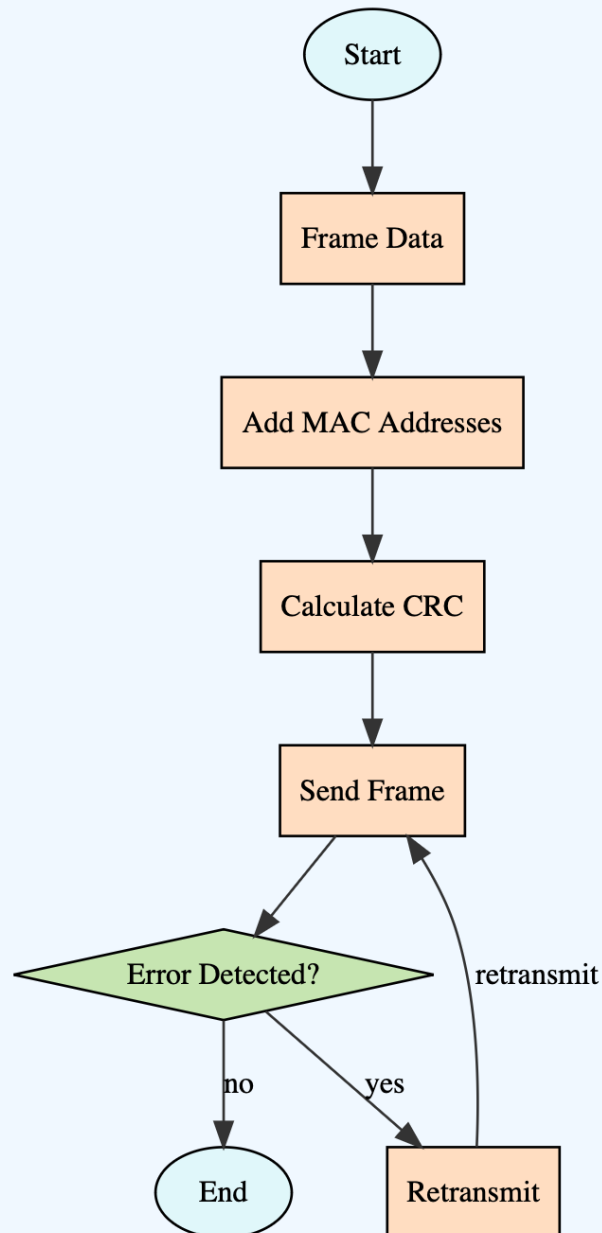 Start
Frame Data
Add MAC Addresses
Calculate CRC
Send Frame
Error Detected?
retransmit
no
yes
End
Retransmit